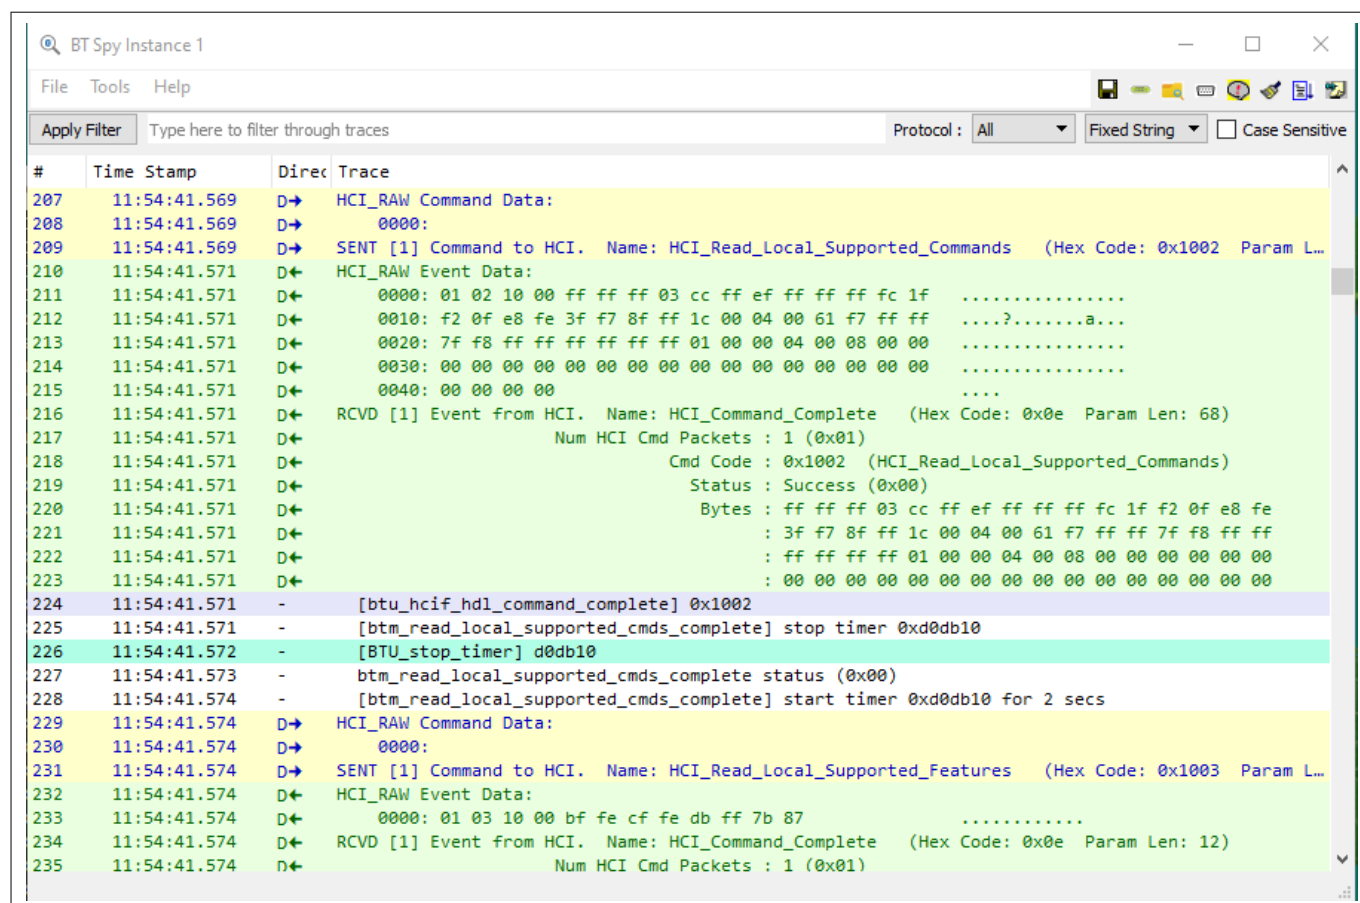 BT Spy Instance 1
File Tools Help
Apply Filter Type here to filter through traces Protocol : All Fixed String Case Sensitive
# Time Stamp Direc Trace
207 11:54:41.569 D→ HCI_RAW Command Data:
208 11:54:41.569 D→ 0000:
209 11:54:41.569 D→ SENT [1] Command to HCI. Name: HCI_Read_Local_Supported_Commands (Hex Code: 0x1002 Param L…
210 11:54:41.571 D← HCI_RAW Event Data:
211 11:54:41.571 D← 0000: 01 02 10 00 ff ff ff 03 cc ff ef ff ff ff fc 1f ................
212 11:54:41.571 D← 0010: f2 0f e8 fe 3f f7 8f ff 1c 00 04 00 61 f7 ff ff ....?.......a...
213 11:54:41.571 D← 0020: 7f f8 ff ff ff ff ff ff 01 00 00 04 00 08 00 00 ................
214 11:54:41.571 D← 0030: 00 00 00 00 00 00 00 00 00 00 00 00 00 00 00 00 ................
215 11:54:41.571 D← 0040: 00 00 00 00 ....
216 11:54:41.571 D← RCVD [1] Event from HCI. Name: HCI_Command_Complete (Hex Code: 0x0e Param Len: 68)
217 11:54:41.571 D← Num HCI Cmd Packets : 1 (0x01)
218 11:54:41.571 D← Cmd Code : 0x1002 (HCI_Read_Local_Supported_Commands)
219 11:54:41.571 D← Status : Success (0x00)
220 11:54:41.571 D← Bytes : ff ff ff 03 cc ff ef ff ff ff fc 1f f2 0f e8 fe
221 11:54:41.571 D← : 3f f7 8f ff 1c 00 04 00 61 f7 ff ff 7f f8 ff ff
222 11:54:41.571 D← : ff ff ff ff 01 00 00 04 00 08 00 00 00 00 00 00
223 11:54:41.571 D← : 00 00 00 00 00 00 00 00 00 00 00 00 00 00 00 00
224 11:54:41.571 - [btu_hcif_hdl_command_complete] 0x1002
225 11:54:41.571 - [btm_read_local_supported_cmds_complete] stop timer 0xd0db10
226 11:54:41.572 - [BTU_stop_timer] d0db10
227 11:54:41.573 - btm_read_local_supported_cmds_complete status (0x00)
228 11:54:41.574 - [btm_read_local_supported_cmds_complete] start timer 0xd0db10 for 2 secs
229 11:54:41.574 D→ HCI_RAW Command Data:
230 11:54:41.574 D→ 0000:
231 11:54:41.574 D→ SENT [1] Command to HCI. Name: HCI_Read_Local_Supported_Features (Hex Code: 0x1003 Param L…
232 11:54:41.574 D← HCI_RAW Event Data:
233 11:54:41.574 D← 0000: 01 03 10 00 bf fe cf fe db ff 7b 87 ............
234 11:54:41.574 D← RCVD [1] Event from HCI. Name: HCI_Command_Complete (Hex Code: 0x0e Param Len: 12)
235 11:54:41.574 D← Num HCI Cmd Packets : 1 (0x01)